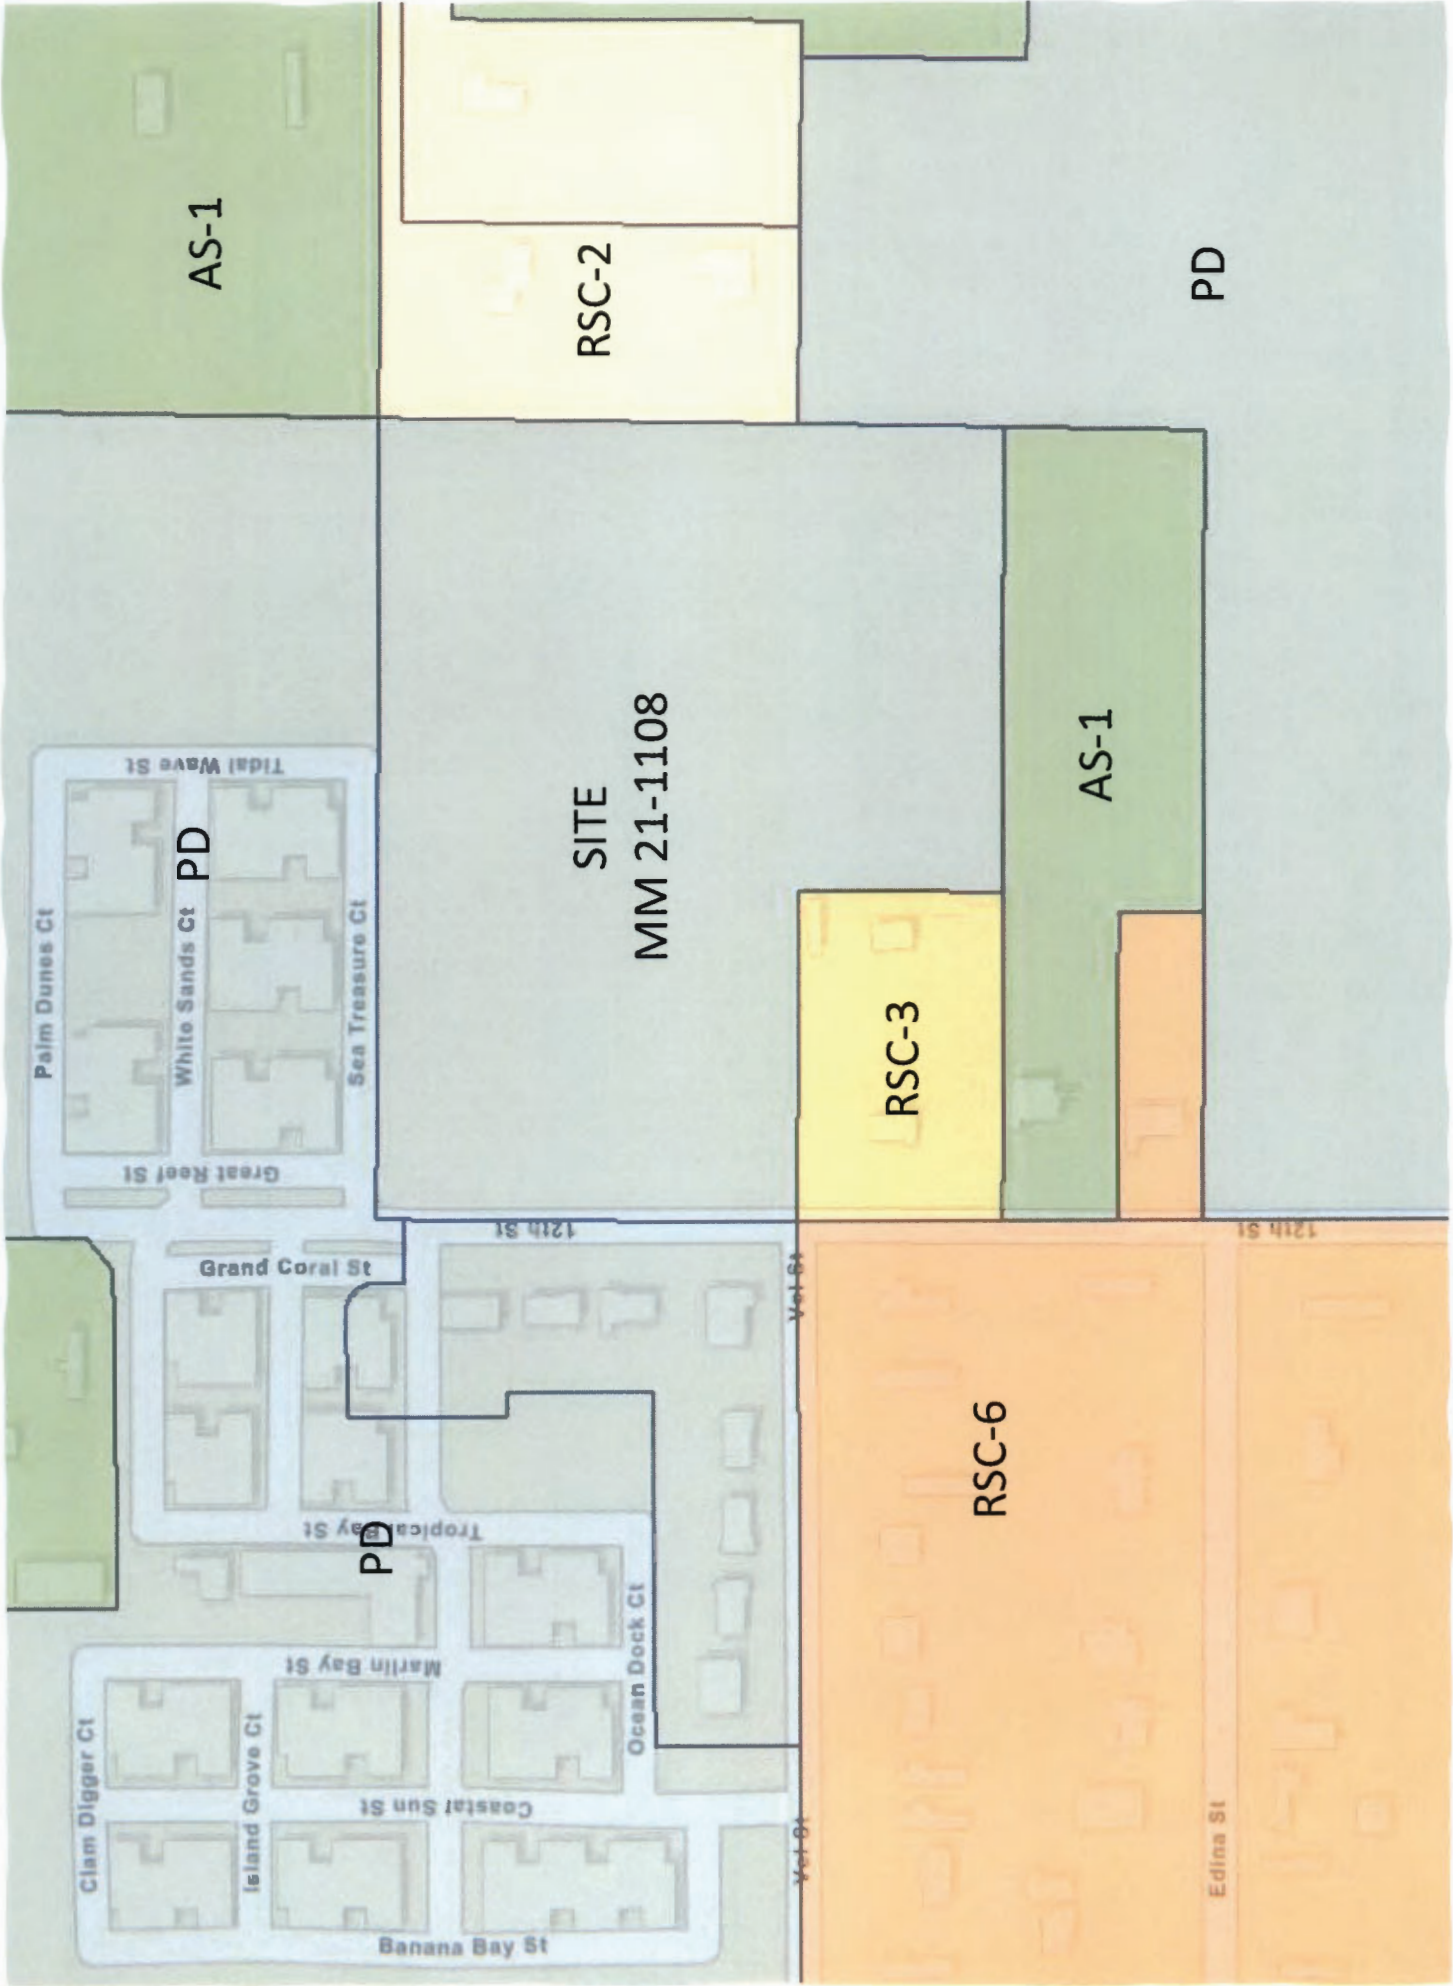 Palm Dunes Ct
Clam Digger Ct
White Sands Ct
PD
Tidal Wave St
AS-1
Great Reef St
Island Grove Ct
Grand Coral St
Sea Treasure Ct
Marlin Bay St
PD
Tropical Bay St
Coastal Sun St
Banana Bay St
12th St
SITE
RSC-2
Ocean Dock Ct
MM 21-1108
Vel St
Vel St
RSC-3
RSC-6
AS-1
PD
Edina St
12th St